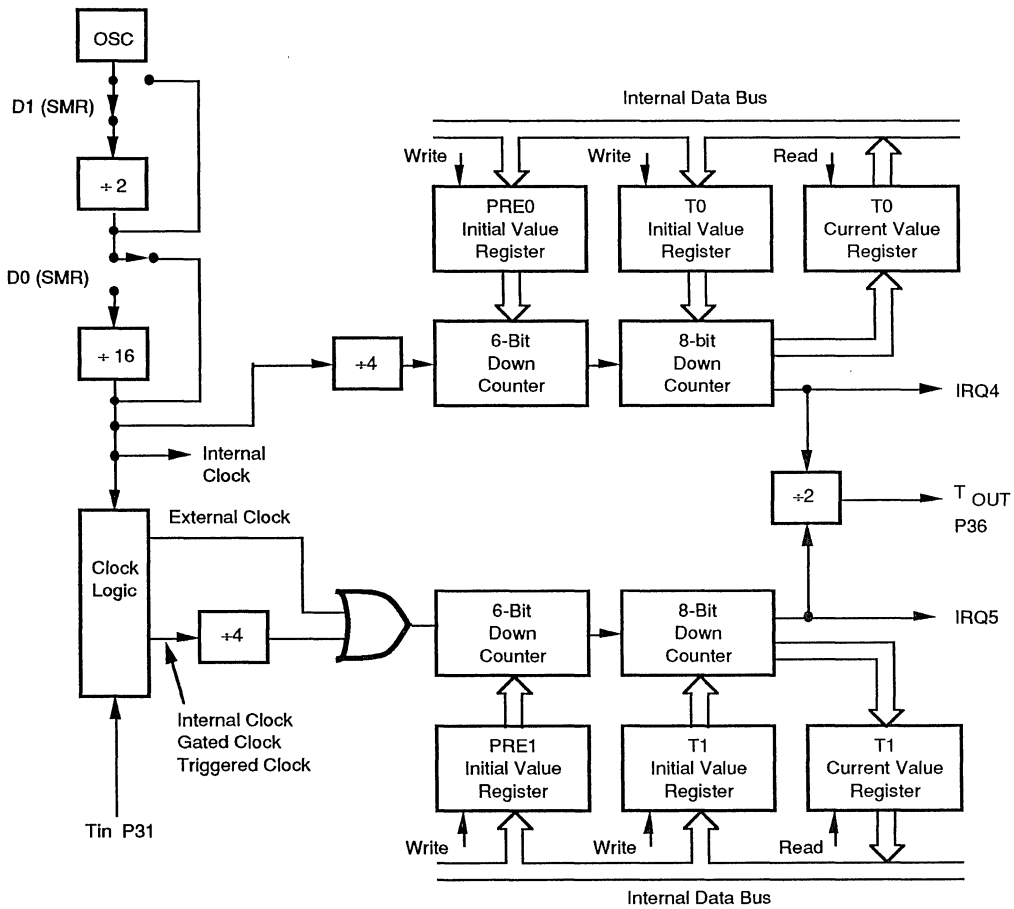 OSC
D1 (SMR)
÷ 2
D0 (SMR)
÷ 16
Internal Data Bus
Write
Write
Read
PRE0
Initial Value
Register
T0
Initial Value
Register
T0
Current Value
Register
÷4
6-Bit
Down
Counter
8-bit
Down
Counter
IRQ4
Internal
Clock
÷2
T OUT
P36
External Clock
Clock
Logic
÷4
6-Bit
Down
Counter
8-Bit
Down
Counter
IRQ5
Internal Clock
Gated Clock
Triggered Clock
PRE1
Initial Value
Register
T1
Initial Value
Register
T1
Current Value
Register
Tin P31
Write
Write
Read
Internal Data Bus